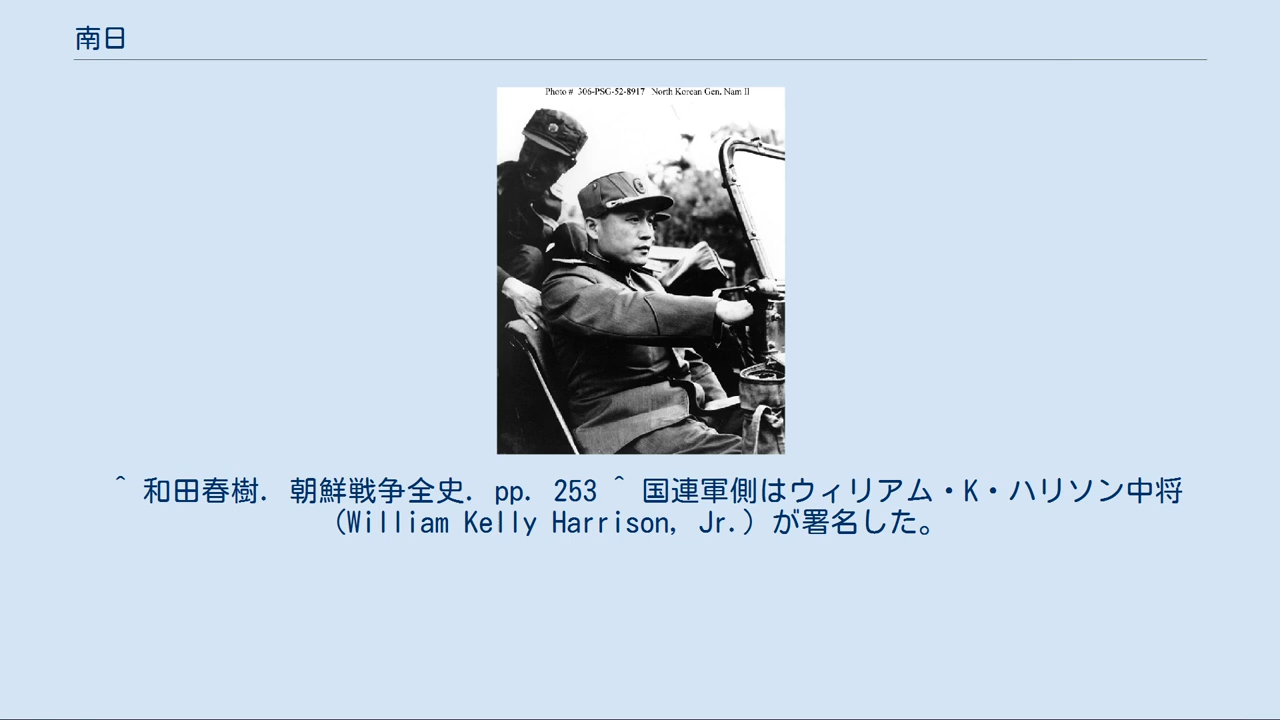 南日
Photo # 306-PSG-52-8917 North Korean Gen. Nam Il
^ 和田春樹. 朝鮮戦争全史. pp. 253 ^ 国連軍側はウィリアム・K・ハリソン中将
(William Kelly Harrison, Jr.) が署名した。